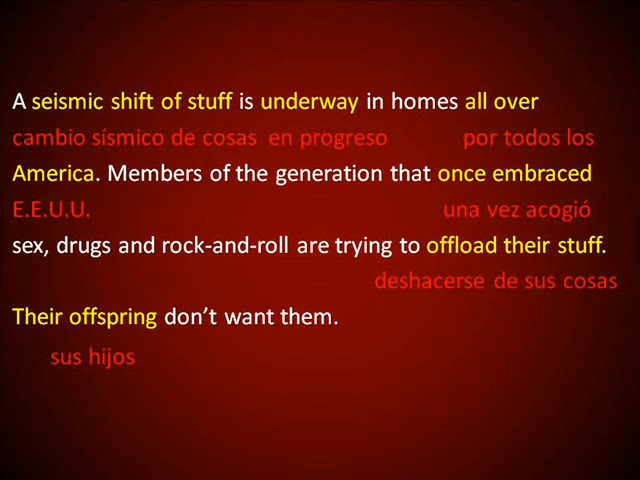 A seismic shift of stuff is underway in homes all over
cambio sísmico de cosas en progreso por todos los
America. Members of the generation that once embraced
E.E.U.U. una vez acogió
sex, drugs and rock-and-roll are trying to offload their stuff.
deshacerse de sus cosas
Their offspring don’t want them.
sus hijos